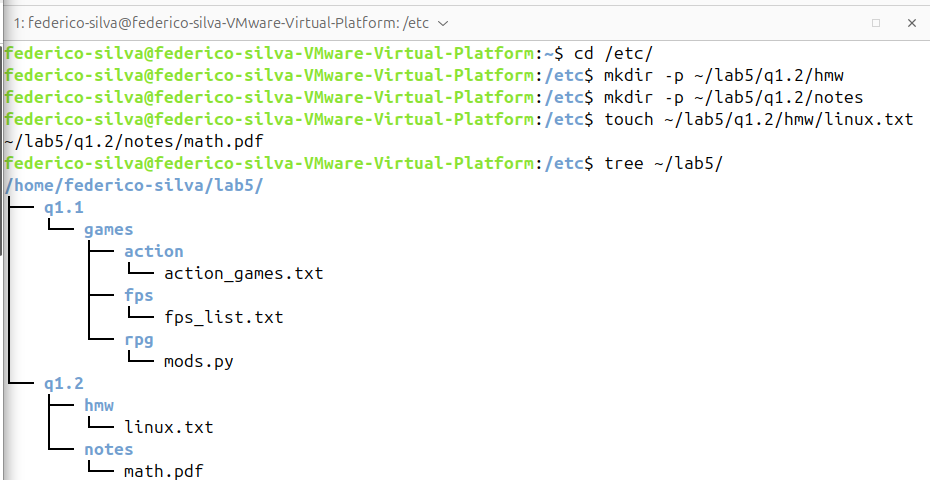 1: federico-silva@federico-silva-VMware-Virtual-Platform: /etc
federico-silva@federico-silva-VMware-Virtual-Platform:~$ cd /etc/
federico-silva@federico-silva-VMware-Virtual-Platform:/etc$ mkdir -p ~/lab5/q1.2/hmw
federico-silva@federico-silva-VMware-Virtual-Platform:/etc$ mkdir -p ~/lab5/q1.2/notes
federico-silva@federico-silva-VMware-Virtual-Platform:/etc$ touch ~/lab5/q1.2/hmw/linux.txt
~/lab5/q1.2/notes/math.pdf
federico-silva@federico-silva-VMware-Virtual-Platform:/etc$ tree ~/lab5/
/home/federico-silva/lab5/
├── q1.1
│   └── games
│       ├── action
│       │   └── action_games.txt
│       ├── fps
│       │   └── fps_list.txt
│       └── rpg
│           └── mods.py
└── q1.2
    ├── hmw
    │   └── linux.txt
    └── notes
        └── math.pdf